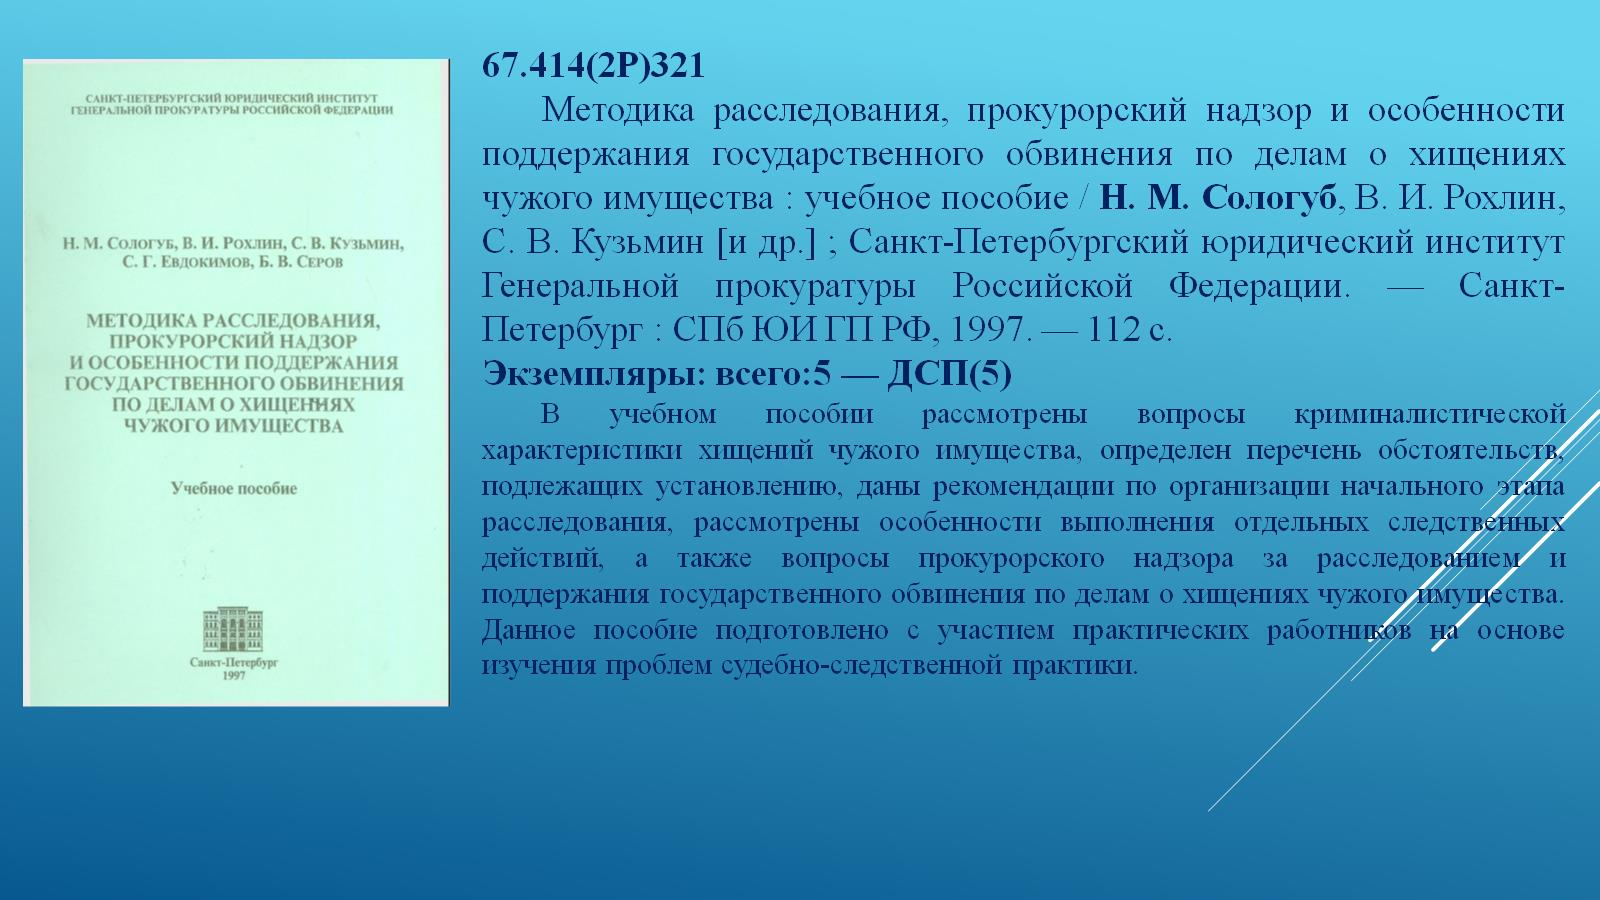 САНКТ-ПЕТЕРБУРГСКИЙ ЮРИДИЧЕСКИЙ ИНСТИТУТ
ГЕНЕРАЛЬНОЙ ПРОКУРАТУРЫ РОССИЙСКОЙ ФЕДЕРАЦИИ
Н. М. СОЛОГУБ, В. И. РОХЛИН, С. В. КУЗЬМИН,
С. Г. ЕВДОКИМОВ, Б. В. СЕРОВ
МЕТОДИКА РАССЛЕДОВАНИЯ,
ПРОКУРОРСКИЙ НАДЗОР
И ОСОБЕННОСТИ ПОДДЕРЖАНИЯ
ГОСУДАРСТВЕННОГО ОБВИНЕНИЯ
ПО ДЕЛАМ О ХИЩЕНИЯХ
ЧУЖОГО ИМУЩЕСТВА
Учебное пособие
Санкт-Петербург
1997
67.414(2Р)321
Методика расследования, прокурорский надзор и особенности
поддержания государственного обвинения по делам о хищениях
чужого имущества : учебное пособие / Н. М. Сологуб, В. И. Рохлин,
С. В. Кузьмин [и др.] ; Санкт-Петербургский юридический институт
Генеральной прокуратуры Российской Федерации. — Санкт-
Петербург : СПб ЮИ ГП РФ, 1997. — 112 с.
Экземпляры: всего:5 — ДСП(5)
В учебном пособии рассмотрены вопросы криминалистической
характеристики хищений чужого имущества, определен перечень обстоятельств,
подлежащих установлению, даны рекомендации по организации начального этапа
расследования, рассмотрены особенности выполнения отдельных следственных
действий, а также вопросы прокурорского надзора за расследованием и
поддержания государственного обвинения по делам о хищениях чужого имущества.
Данное пособие подготовлено с участием практических работников на основе
изучения проблем судебно-следственной практики.